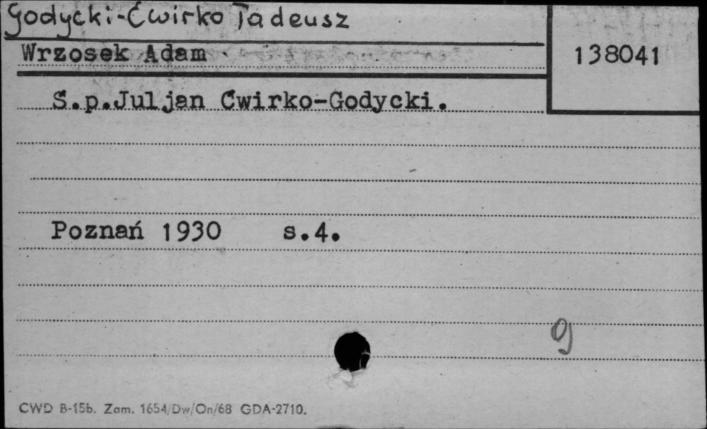 Godycki-Ćwirko Tadeusz
Wrzosek Adam
138041
Ś.p.Juljan Ćwirko-Godycki.
Poznań 1930 s.4.
g
CWD B-15b. Zam. 1654/Dw/On/68 GDA-2710.